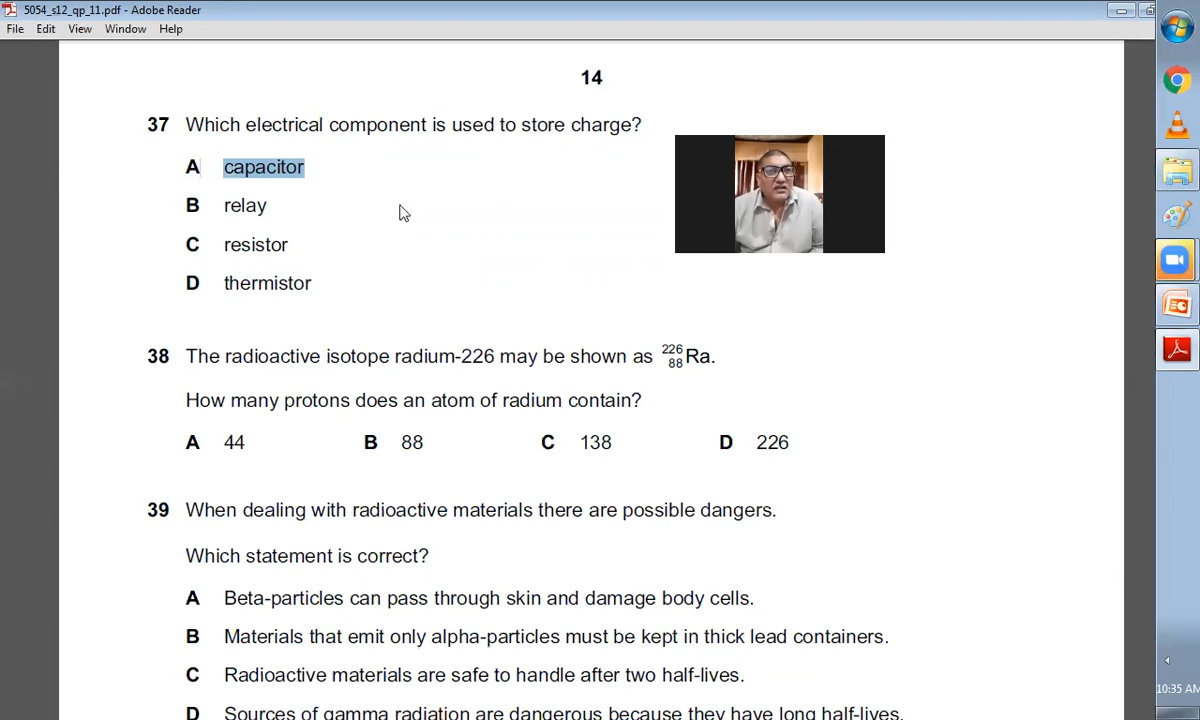 5054_s12_qp_11.pdf - Adobe Reader
File Edit View Window Help
14
37 Which electrical component is used to store charge?
A capacitor
B relay
C resistor
D thermistor
38 The radioactive isotope radium-226 may be shown as ²²⁶₈₈Ra.
How many protons does an atom of radium contain?
A 44 B 88 C 138 D 226
39 When dealing with radioactive materials there are possible dangers.
Which statement is correct?
A Beta-particles can pass through skin and damage body cells.
B Materials that emit only alpha-particles must be kept in thick lead containers.
C Radioactive materials are safe to handle after two half-lives.
D Sources of gamma radiation are dangerous because they have long half-lives.
10:35 AM